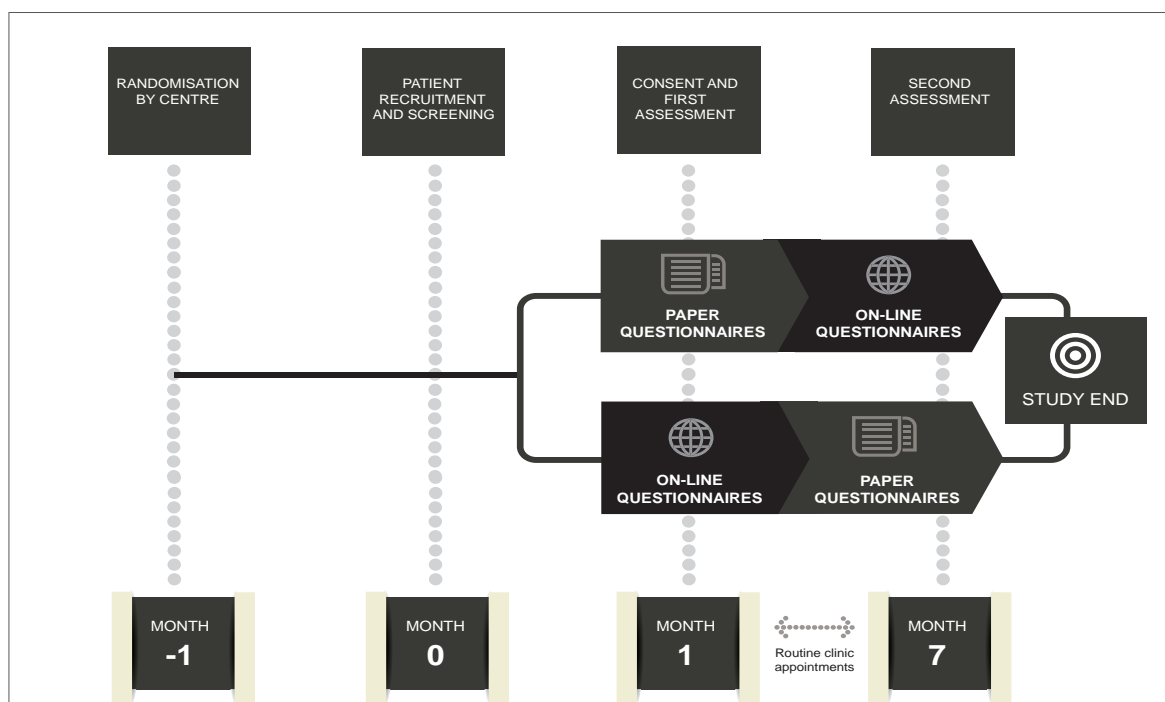 RANDOMISATION
BY CENTRE
PATIENT
RECRUITMENT
AND SCREENING
CONSENT AND
FIRST
ASSESSMENT
SECOND
ASSESSMENT
PAPER
QUESTIONNAIRES
ON-LINE
QUESTIONNAIRES
STUDY END
ON-LINE
QUESTIONNAIRES
PAPER
QUESTIONNAIRES
MONTH
-1
MONTH
0
MONTH
1
Routine clinic
appointments
MONTH
7